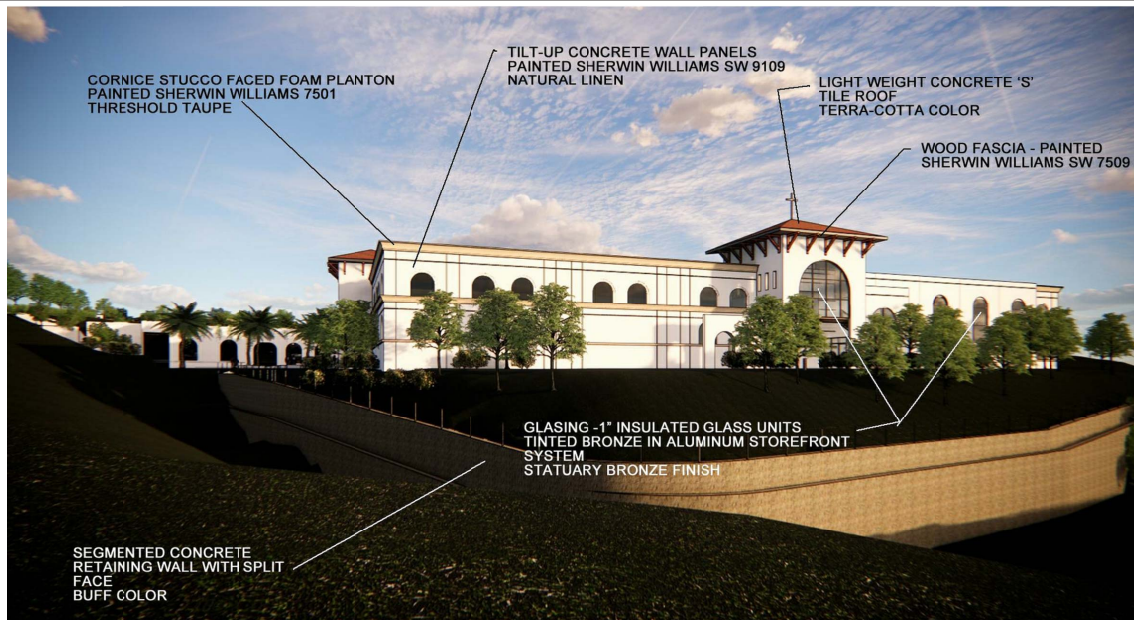 CORNICE STUCCO FACED FOAM PLANTON
PAINTED SHERWIN WILLIAMS 7501
THRESHOLD TAUPE
TILT-UP CONCRETE WALL PANELS
PAINTED SHERWIN WILLIAMS SW 9109
NATURAL LINEN
LIGHT WEIGHT CONCRETE 'S'
TILE ROOF
TERRA-COTTA COLOR
WOOD FASCIA - PAINTED
SHERWIN WILLIAMS SW 7509
GLASING -1" INSULATED GLASS UNITS
TINTED BRONZE IN ALUMINUM STOREFRONT
SYSTEM
STATUARY BRONZE FINISH
SEGMENTED CONCRETE
RETAINING WALL WITH SPLIT
FACE
BUFF COLOR